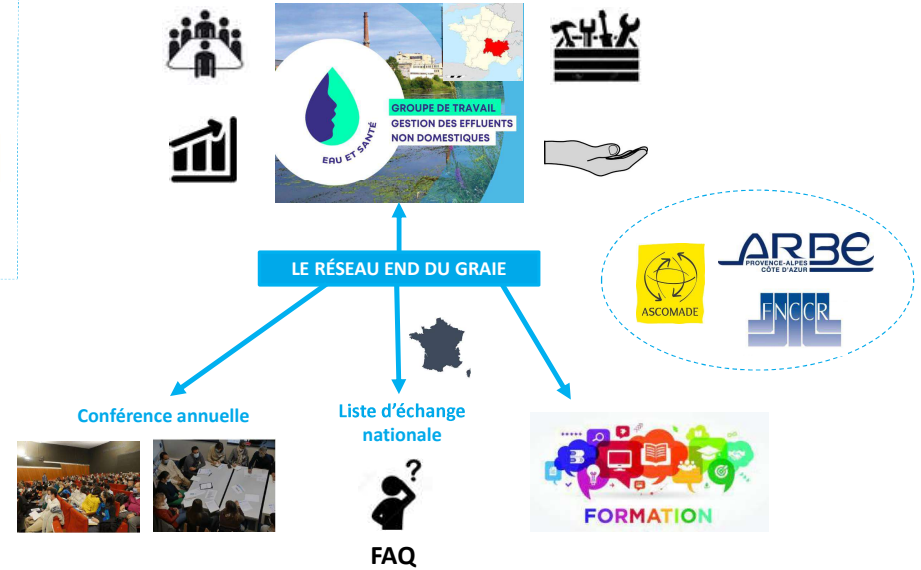 GROUPE DE TRAVAIL
GESTION DES EFFLUENTS
NON DOMESTIQUES
EAU ET SANTÉ
LE RÉSEAU END DU GRAIE
ARBE
PROVENCE-ALPES
CÔTE D'AZUR
ASCOMADE
FNCCR
Conférence annuelle
Liste d'échange
nationale
?
FORMATION
FAQ